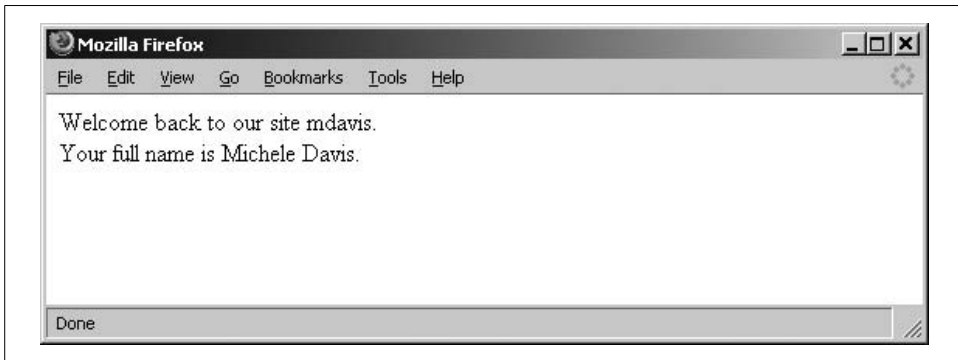 Mozilla Firefox
File Edit View Go Bookmarks Tools Help
Welcome back to our site mdavis.
Your full name is Michele Davis.
Done